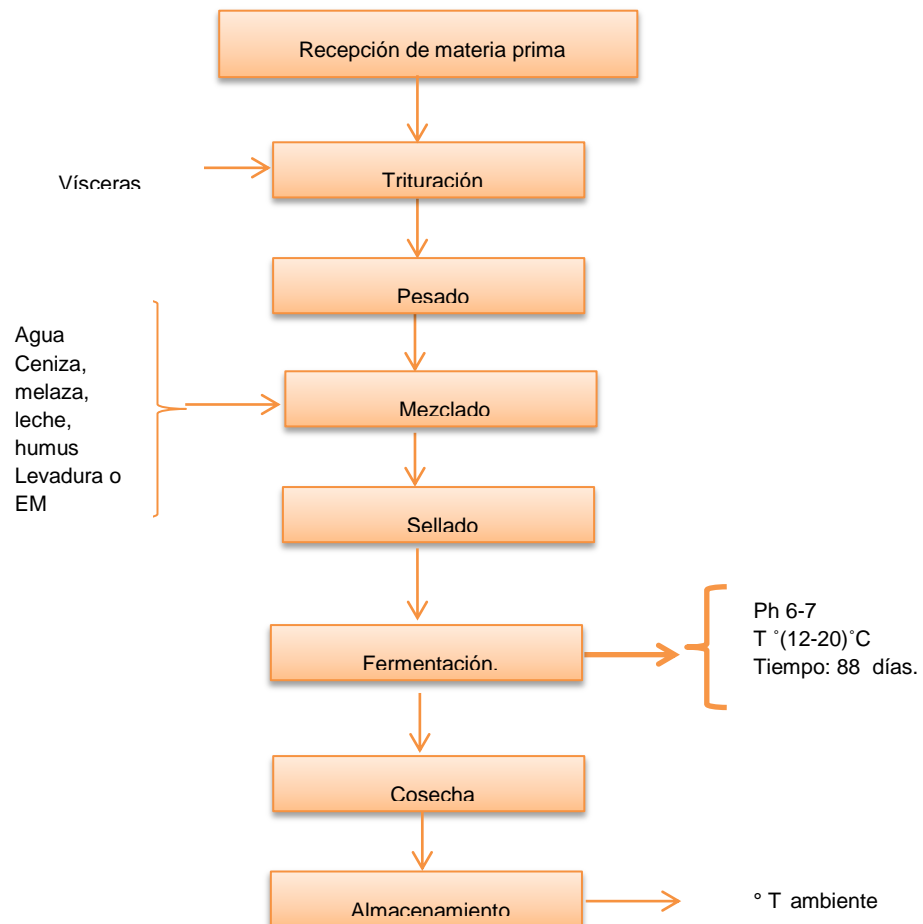 Recepción de materia prima
Vísceras
Trituración
Pesado
Agua
Ceniza,
melaza,
leche,
humus
Levadura o
EM
Mezclado
Sellado
Fermentación.
Ph 6-7
T ˚(12-20)˚C
Tiempo: 88 días.
Cosecha
Almacenamiento
° T ambiente